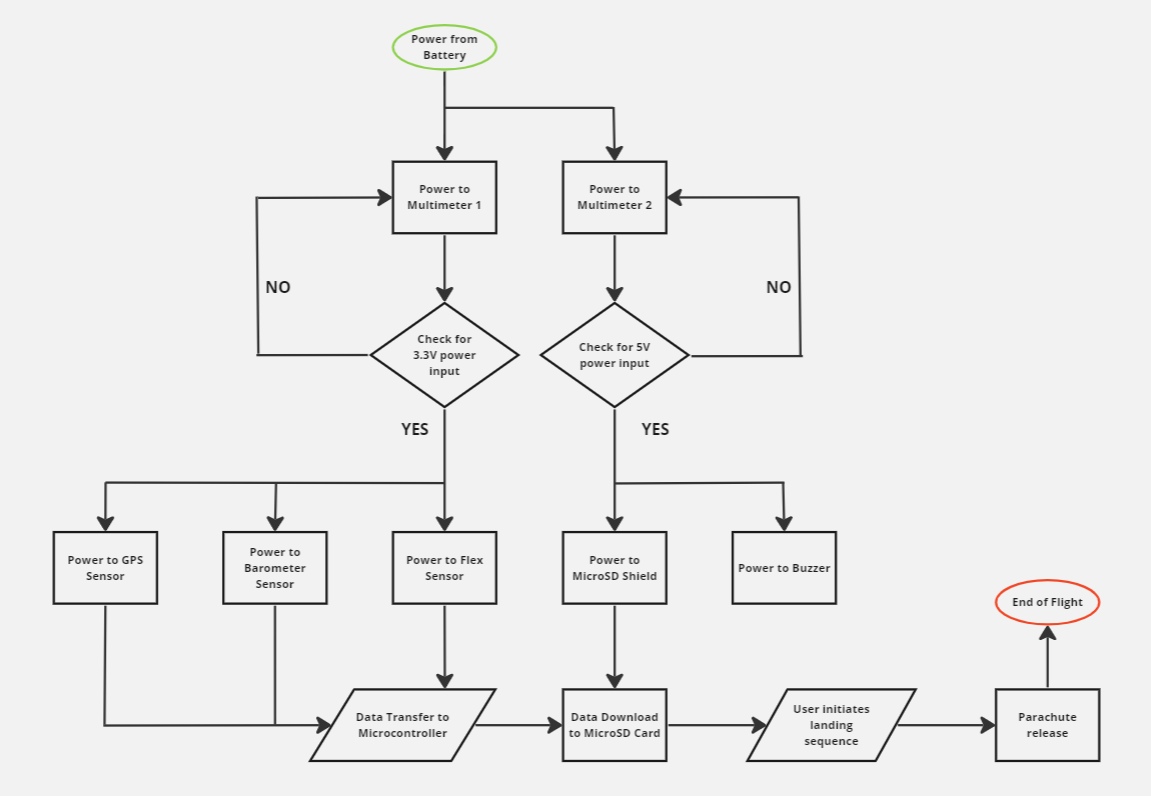 Power from
Battery
Power to
Multimeter 1
Power to
Multimeter 2
NO
NO
Check for
3.3V power
input
Check for 5V
power input
YES
YES
Power to GPS
Sensor
Power to
Barometer
Sensor
Power to Flex
Sensor
Power to
MicroSD Shield
Power to Buzzer
End of Flight
Data Transfer to
Microcontroller
Data Download
to MicroSD Card
User initiates
landing
sequence
Parachute
release